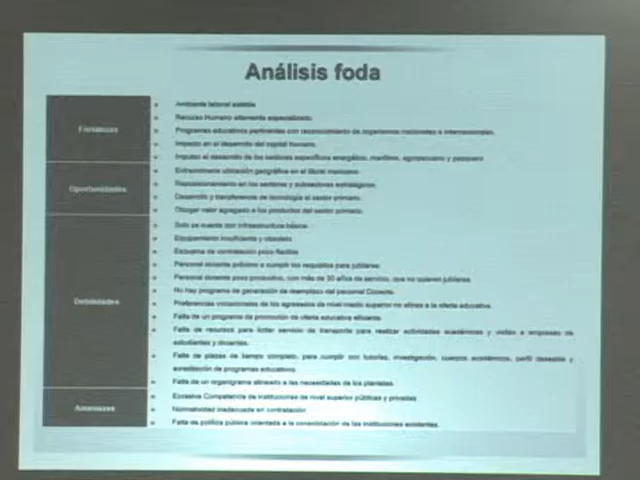 Análisis foda
Fortalezas
Ambiente laboral estable
Recurso Humano altamente especializado
Programas educativos pertinentes con reconocimiento de organismos nacionales e internacionales.
Impacto en el desarrollo del capital humano.
Impulso al desarrollo de los sectores específicos energético, marítimo, agropecuario y pesquero
Oportunidades
Extraordinaria ubicación geográfica en el litoral mexicano
Reposicionamiento en los sectores y subsectores estratégicos.
Desarrollo y transferencia de tecnología al sector primario.
Otorgar valor agregado a los productos del sector primario.
Debilidades
Solo se cuenta con infraestructura básica
Equipamiento insuficiente y obsoleto
Esquema de contratación poco flexible
Personal docente próximo a cumplir los requisitos para jubilarse.
Personal docente poco productivo, con más de 30 años de servicio, que no quieren jubilarse.
No hay programa de generación de reemplazo del personal Docente.
Preferencias vocacionales de los egresados de nivel medio superior no afines a la oferta educativa.
Falta de un programa de promoción de oferta educativa eficiente.
Falta de recursos para licitar servicio de transporte para realizar actividades académicas y visitas a empresas de
estudiantes y docentes.
Falta de plazas de tiempo completo, para cumplir con tutorías, investigación, cuerpos académicos, perfil deseable y
acreditación de programas educativos.
Falta de un organigrama alineado a las necesidades de los planteles.
Amenazas
Excesiva Competencia de instituciones de nivel superior públicas y privadas
Normatividad inadecuada en contratación
Falta de política pública orientada a la consolidación de las instituciones existentes.